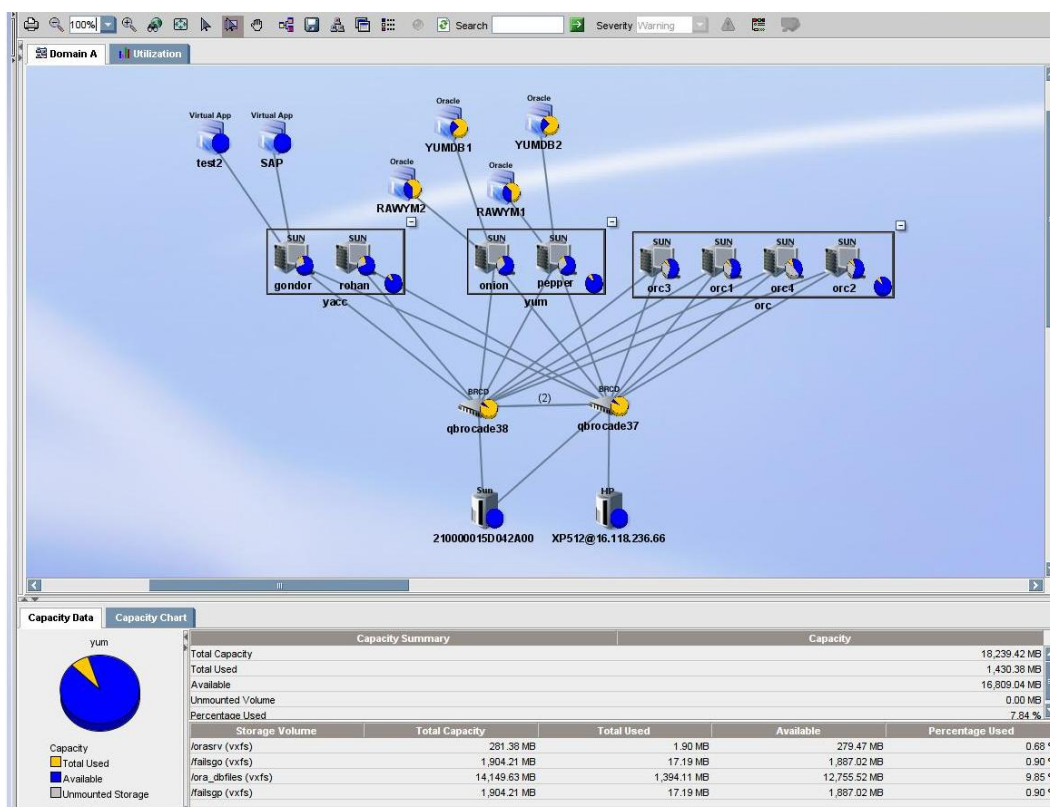 100% Search Severity Warning
Domain A Utilization
Oracle Oracle
Virtual App Virtual App
YUMDB1 YUMDB2
test2 SAP
Oracle Oracle
RAWYM2 RAWYM1
SUN SUN SUN SUN SUN SUN SUN SUN
gondor rohan onion pepper orc3 orc1 orc4 orc2
yacc yum orc
BRCD BRCD
(2)
qbrocade38 qbrocade37
Sun HP
210000015D042A00 XP512@16.118.236.66
Capacity Data Capacity Chart
yum
Capacity
Total Used
Available
Unmounted Storage
Capacity Summary Capacity
Total Capacity 18,239.42 MB
Total Used 1,430.38 MB
Available 16,809.04 MB
Unmounted Volume 0.00 MB
Percentage Used 7.84 %
Storage Volume Total Capacity Total Used Available Percentage Used
/orasrv (vxfs) 281.38 MB 1.90 MB 279.47 MB 0.68 %
/failsgo (vxfs) 1,904.21 MB 17.19 MB 1,887.02 MB 0.90 %
/ora_dbfiles (vxfs) 14,149.63 MB 1,394.11 MB 12,755.52 MB 9.85 %
/failsgp (vxfs) 1,904.21 MB 17.19 MB 1,887.02 MB 0.90 %